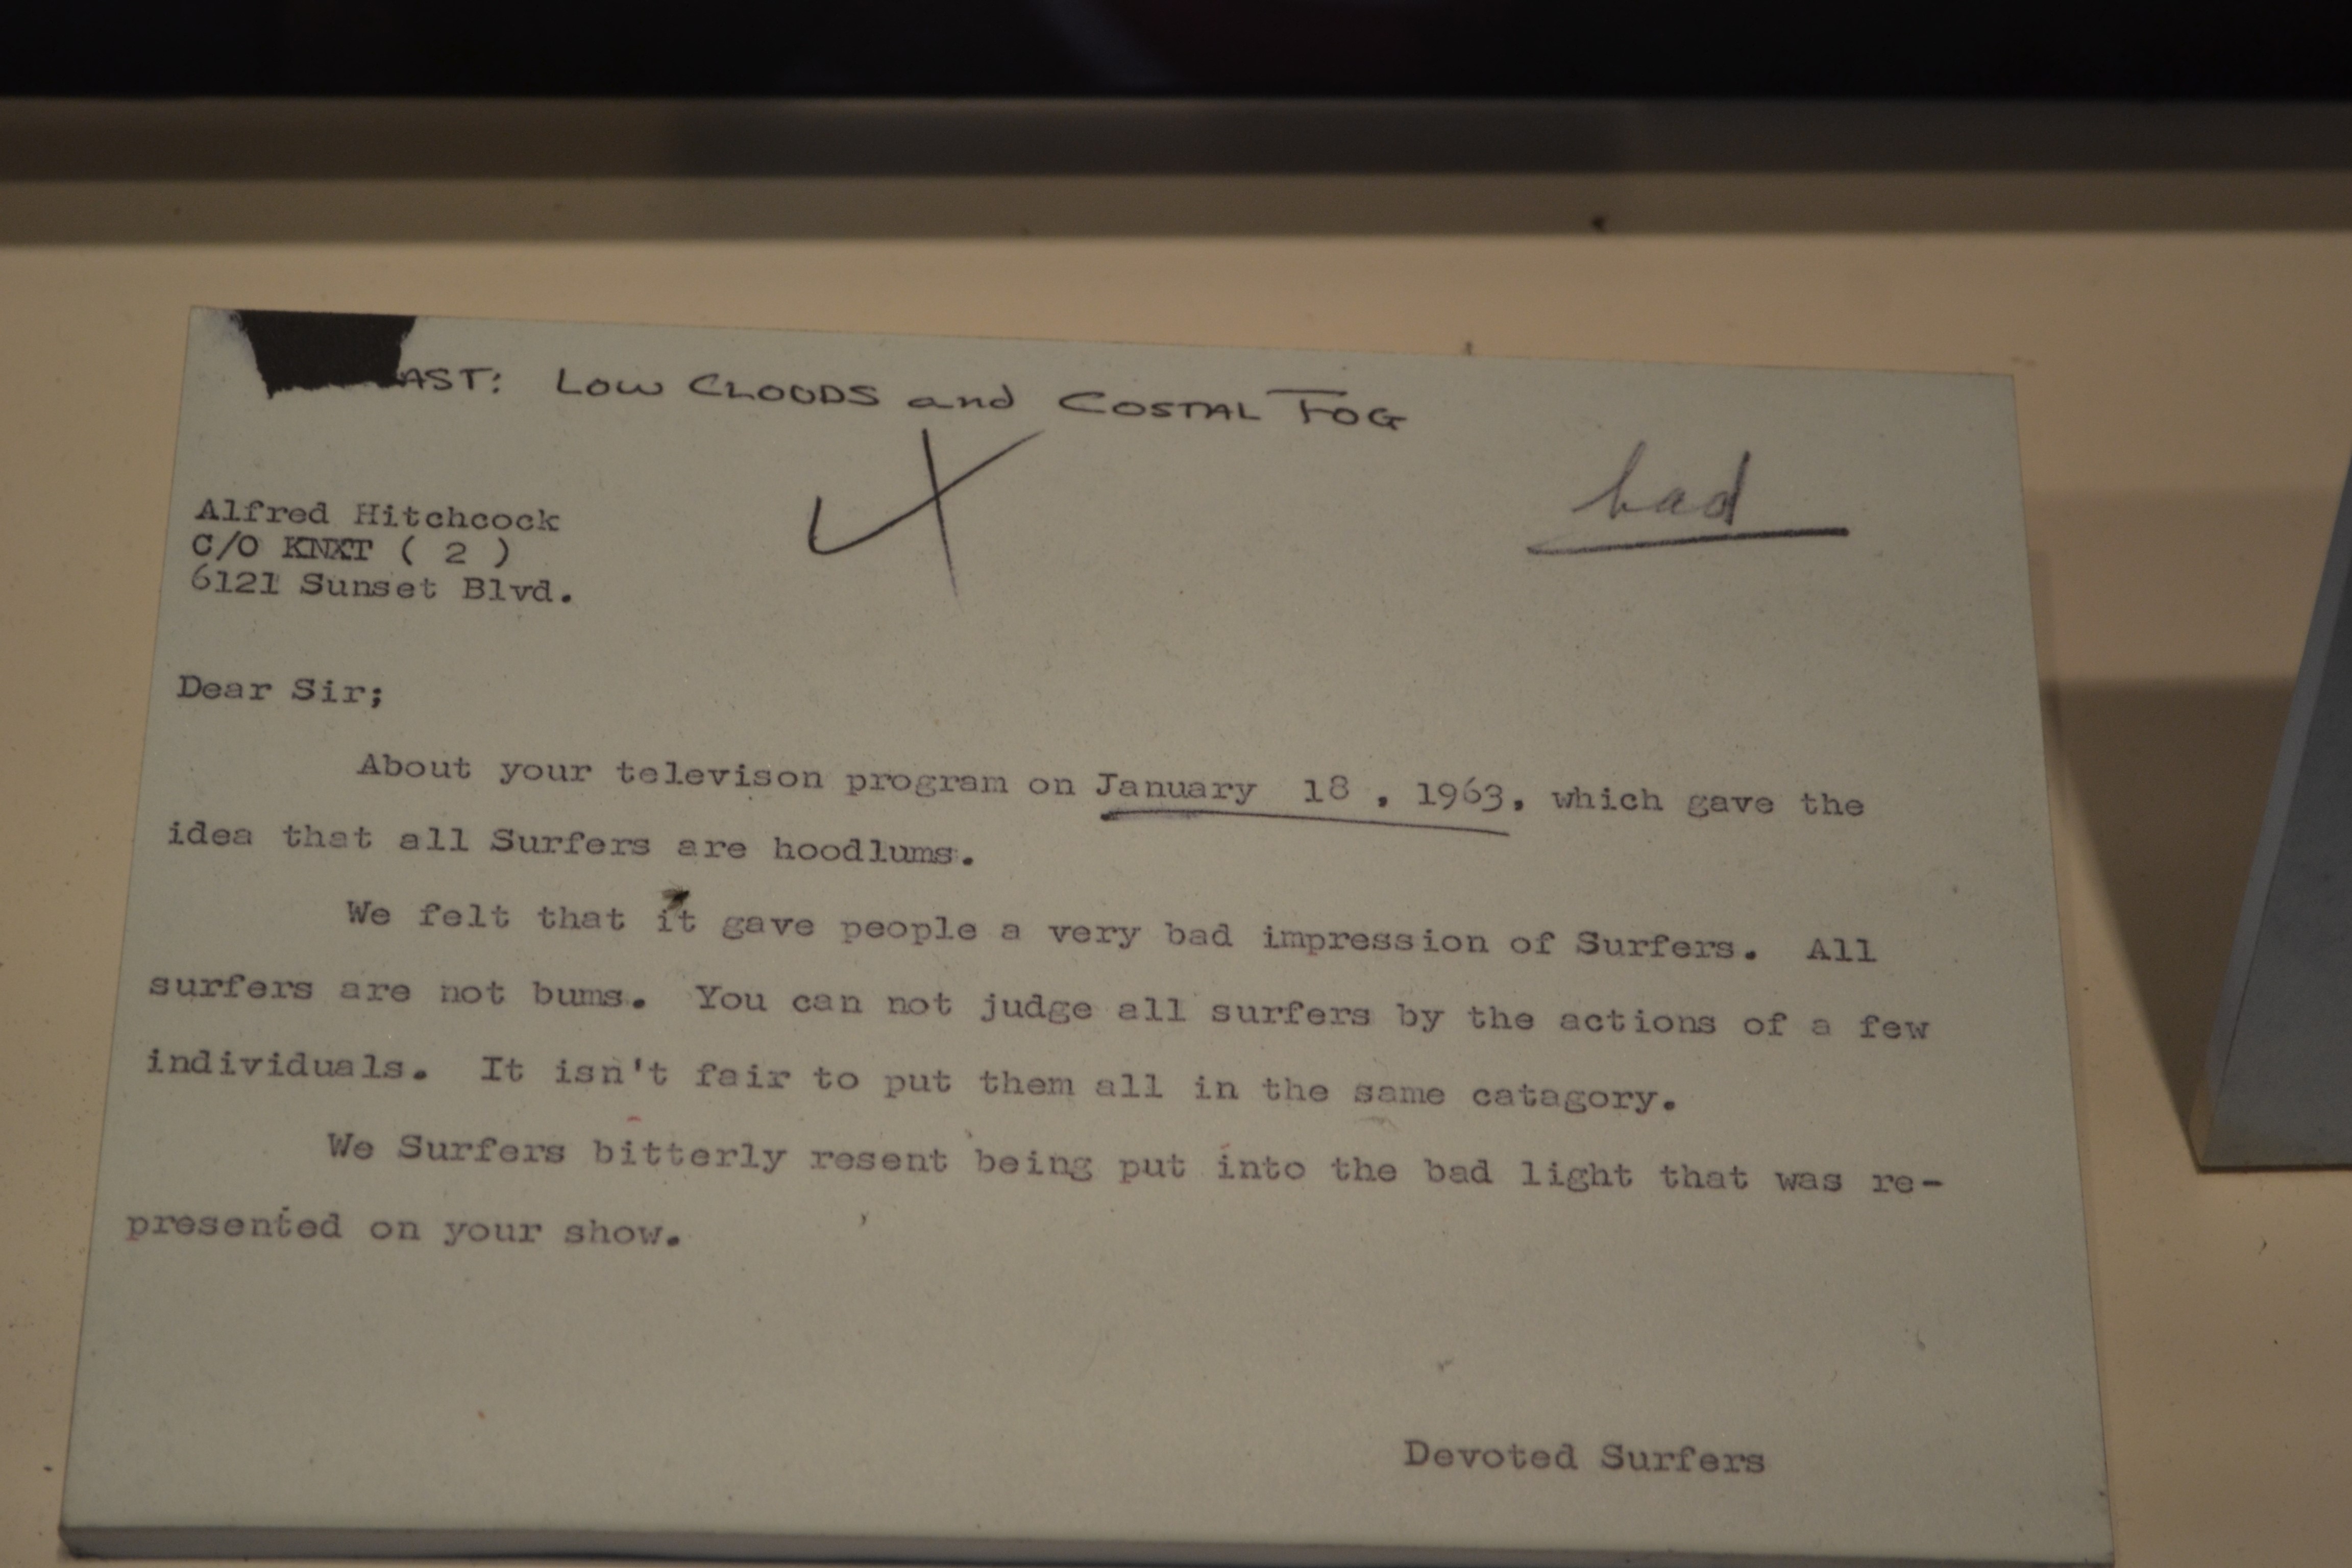 AST: LOW CLOUDS and COSTAL FOG
bad
Alfred Hitchcock
C/O KNXT ( 2 )
6121 Sunset Blvd.
Dear Sir;
About your televison program on January 18 , 1963, which gave the
idea that all Surfers are hoodlums.
We felt that it gave people a very bad impression of Surfers. All
surfers are not bums. You can not judge all surfers by the actions of a few
individuals. It isn't fair to put them all in the same catagory.
We Surfers bitterly resent being put into the bad light that was re-
presented on your show.
Devoted Surfers